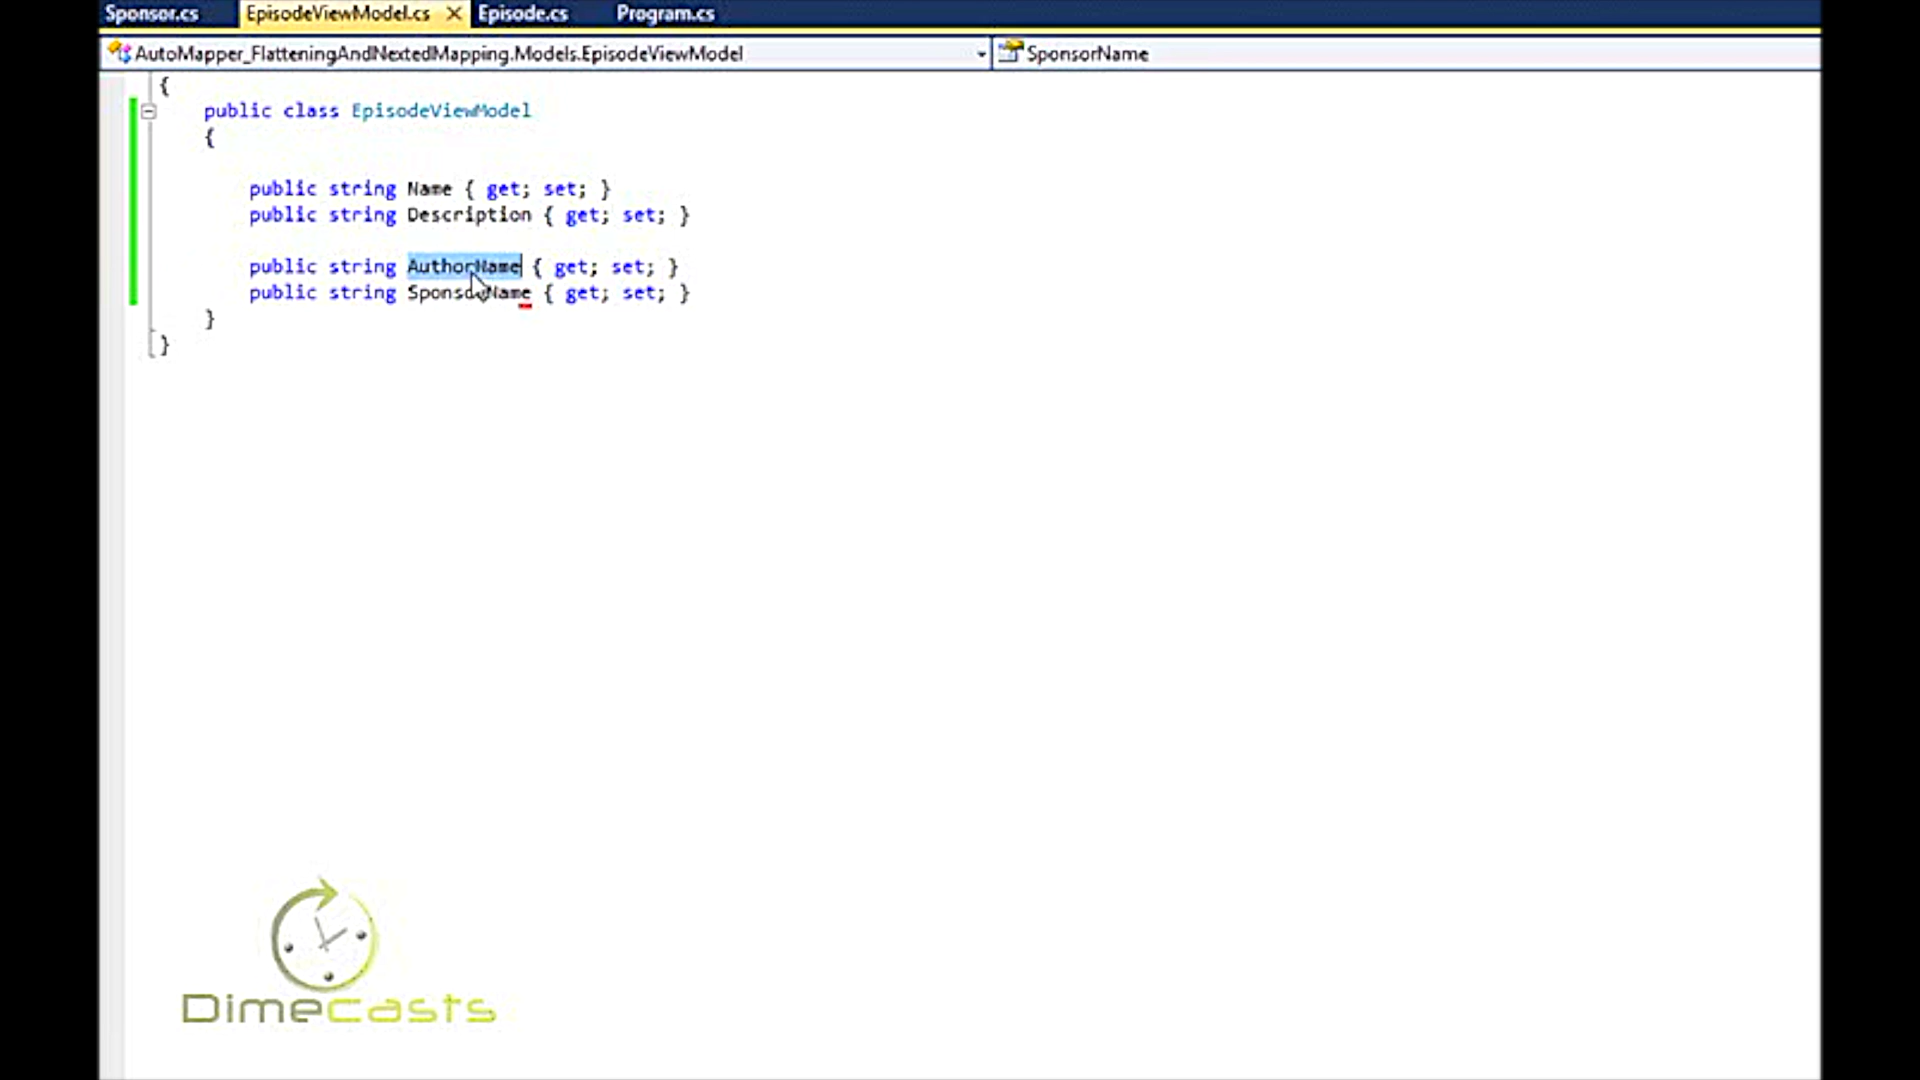 Sponsor.cs EpisodeViewModel.cs Episode.cs Program.cs
AutoMapper_FlatteningAndNextedMapping.Models.EpisodeViewModel SponsorName
{
public class EpisodeViewModel
{
public string Name { get; set; }
public string Description { get; set; }
public string AuthorName { get; set; }
public string SponsorName { get; set; }
}
}
Dimecasts